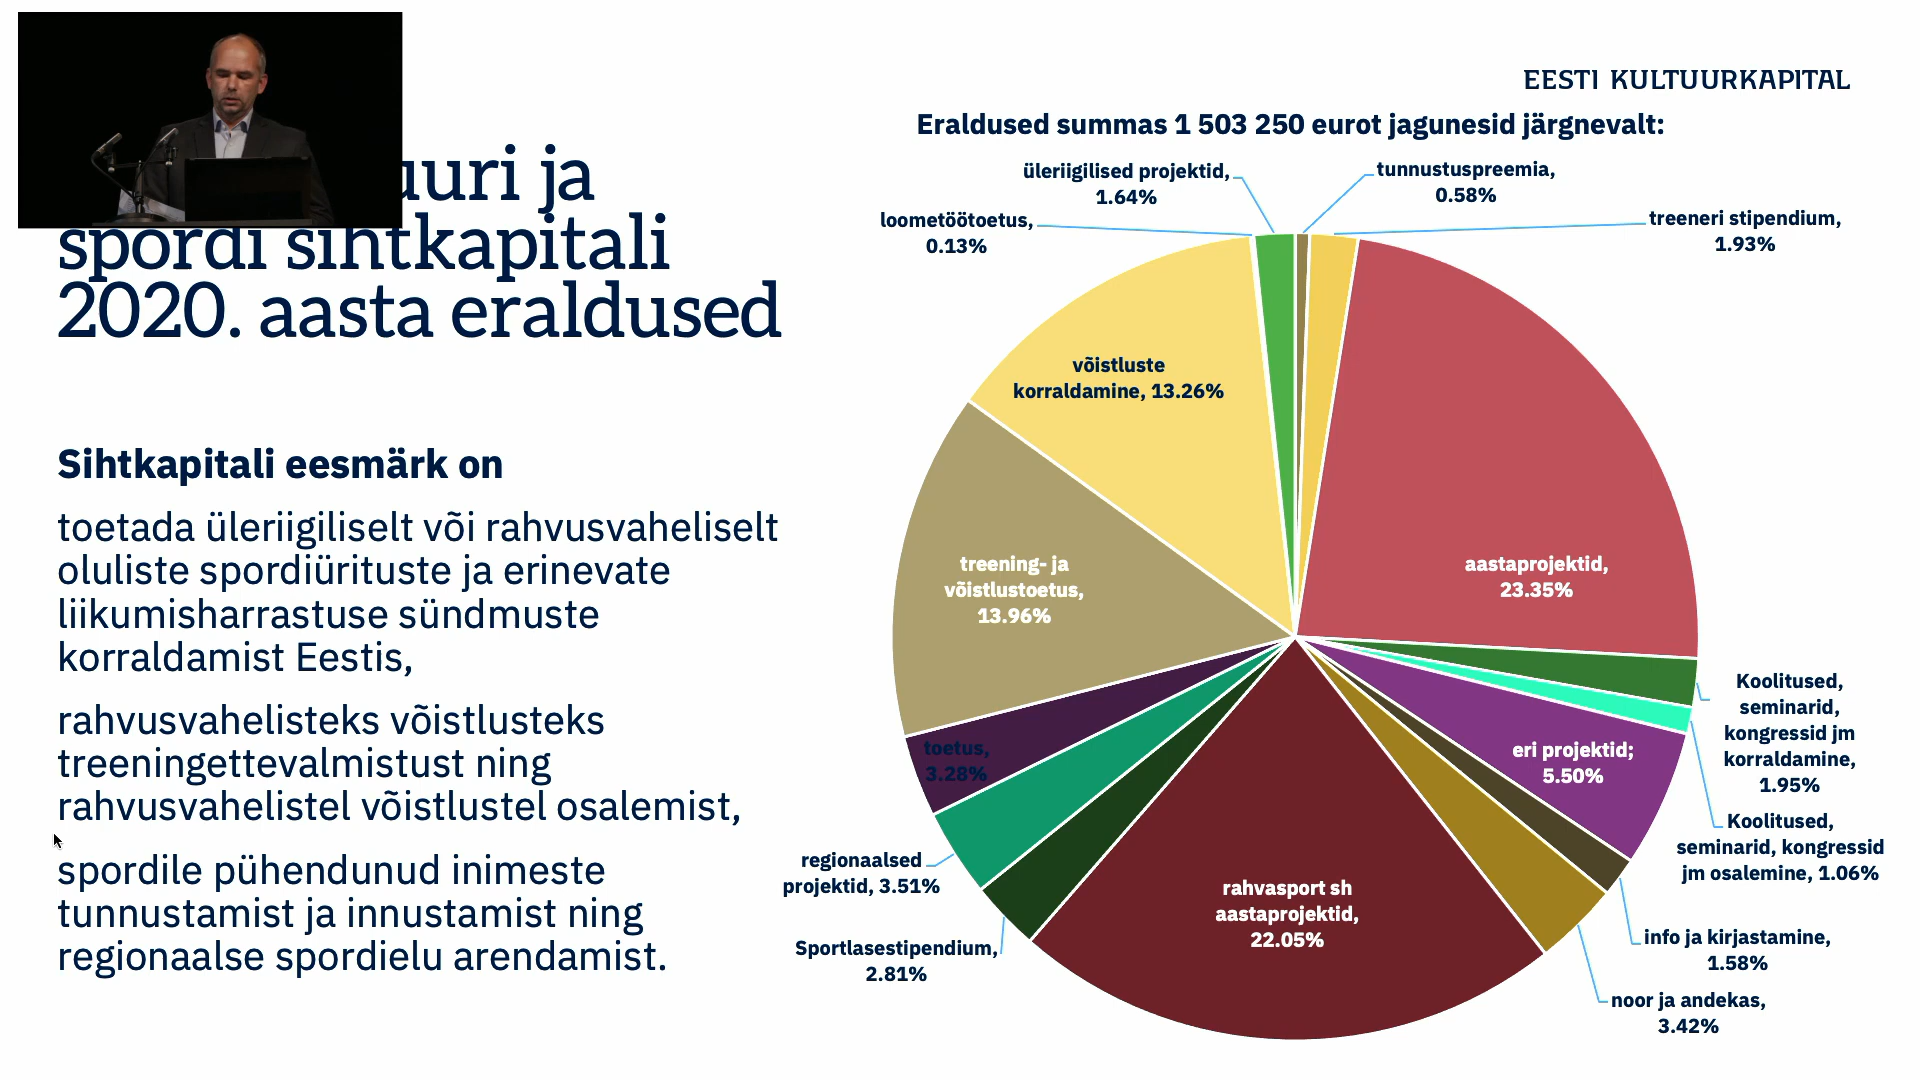 EESTI KULTUURKAPITAL
uuri ja
spordi sihtkapitali
2020. aasta eraldused
Sihtkapitali eesmärk on
toetada üleriigiliselt või rahvusvaheliselt
oluliste spordiürituste ja erinevate
liikumisharrastuse sündmuste
korraldamist Eestis,
rahvusvahelisteks võistlusteks
treeningettevalmistust ning
rahvusvahelistel võistlustel osalemist,
spordile pühendunud inimeste
tunnustamist ja innustamist ning
regionaalse spordielu arendamist.
Eraldused summas 1 503 250 eurot jagunesid järgnevalt:
tunnustuspreemia,
0.58%
treeneri stipendium,
1.93%
aastaprojektid,
23.35%
Koolitused,
seminarid,
kongressid jm
korraldamine,
1.95%
Koolitused,
seminarid, kongressid
jm osalemine, 1.06%
eri projektid;
5.50%
info ja kirjastamine,
1.58%
noor ja andekas,
3.42%
rahvasport sh
aastaprojektid,
22.05%
Sportlasestipendium,
2.81%
regionaalsed
projektid, 3.51%
toetus,
3.28%
treening- ja
võistlustoetus,
13.96%
võistluste
korraldamine, 13.26%
loometöötoetus,
0.13%
üleriigilised projektid,
1.64%